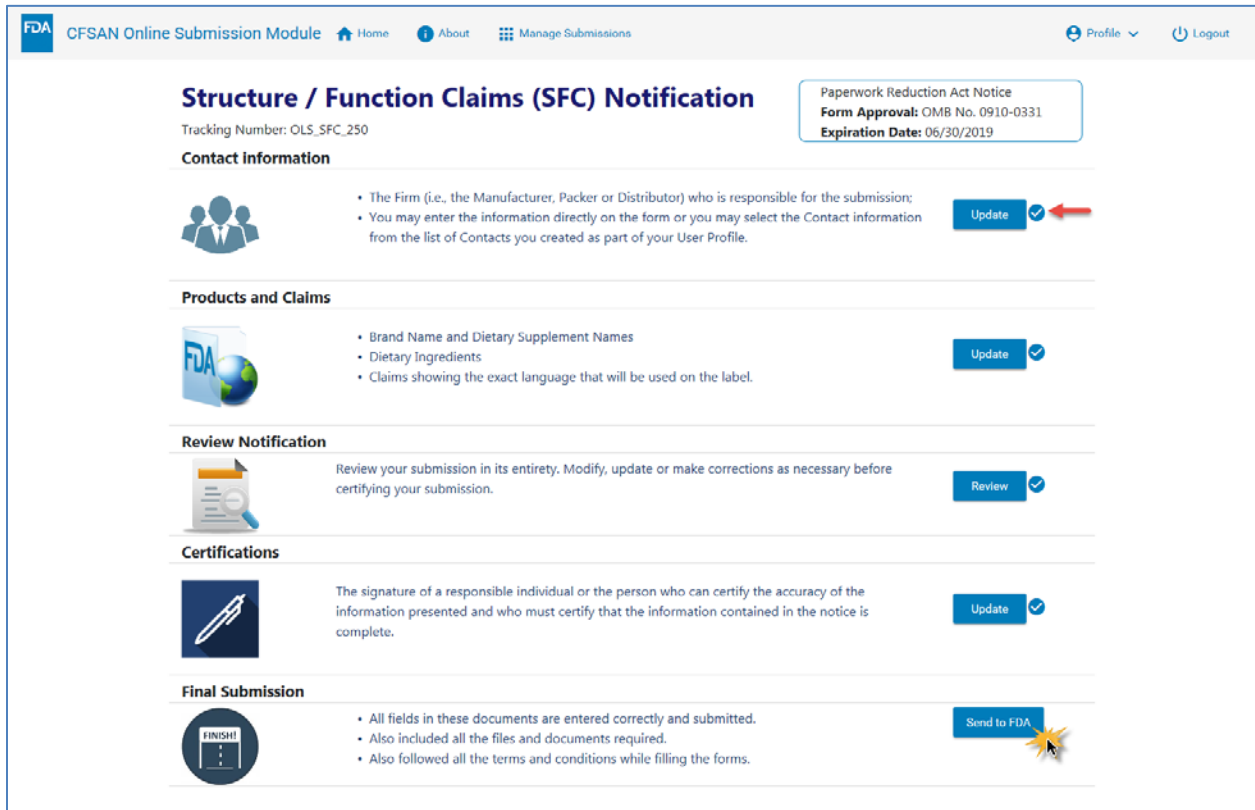 FDA CFSAN Online Submission Module Home About Manage Submissions Profile Logout
Structure / Function Claims (SFC) Notification
Tracking Number: OLS_SFC_250
Paperwork Reduction Act Notice
Form Approval: OMB No. 0910-0331
Expiration Date: 06/30/2019
Contact information
• The Firm (i.e., the Manufacturer, Packer or Distributor) who is responsible for the submission;
• You may enter the information directly on the form or you may select the Contact information
from the list of Contacts you created as part of your User Profile.
Update
Products and Claims
FDA
• Brand Name and Dietary Supplement Names
• Dietary Ingredients
• Claims showing the exact language that will be used on the label.
Update
Review Notification
Review your submission in its entirety. Modify, update or make corrections as necessary before
certifying your submission.
Review
Certifications
The signature of a responsible individual or the person who can certify the accuracy of the
information presented and who must certify that the information contained in the notice is
complete.
Update
Final Submission
FINISH!
• All fields in these documents are entered correctly and submitted.
• Also included all the files and documents required.
• Also followed all the terms and conditions while filling the forms.
Send to FDA